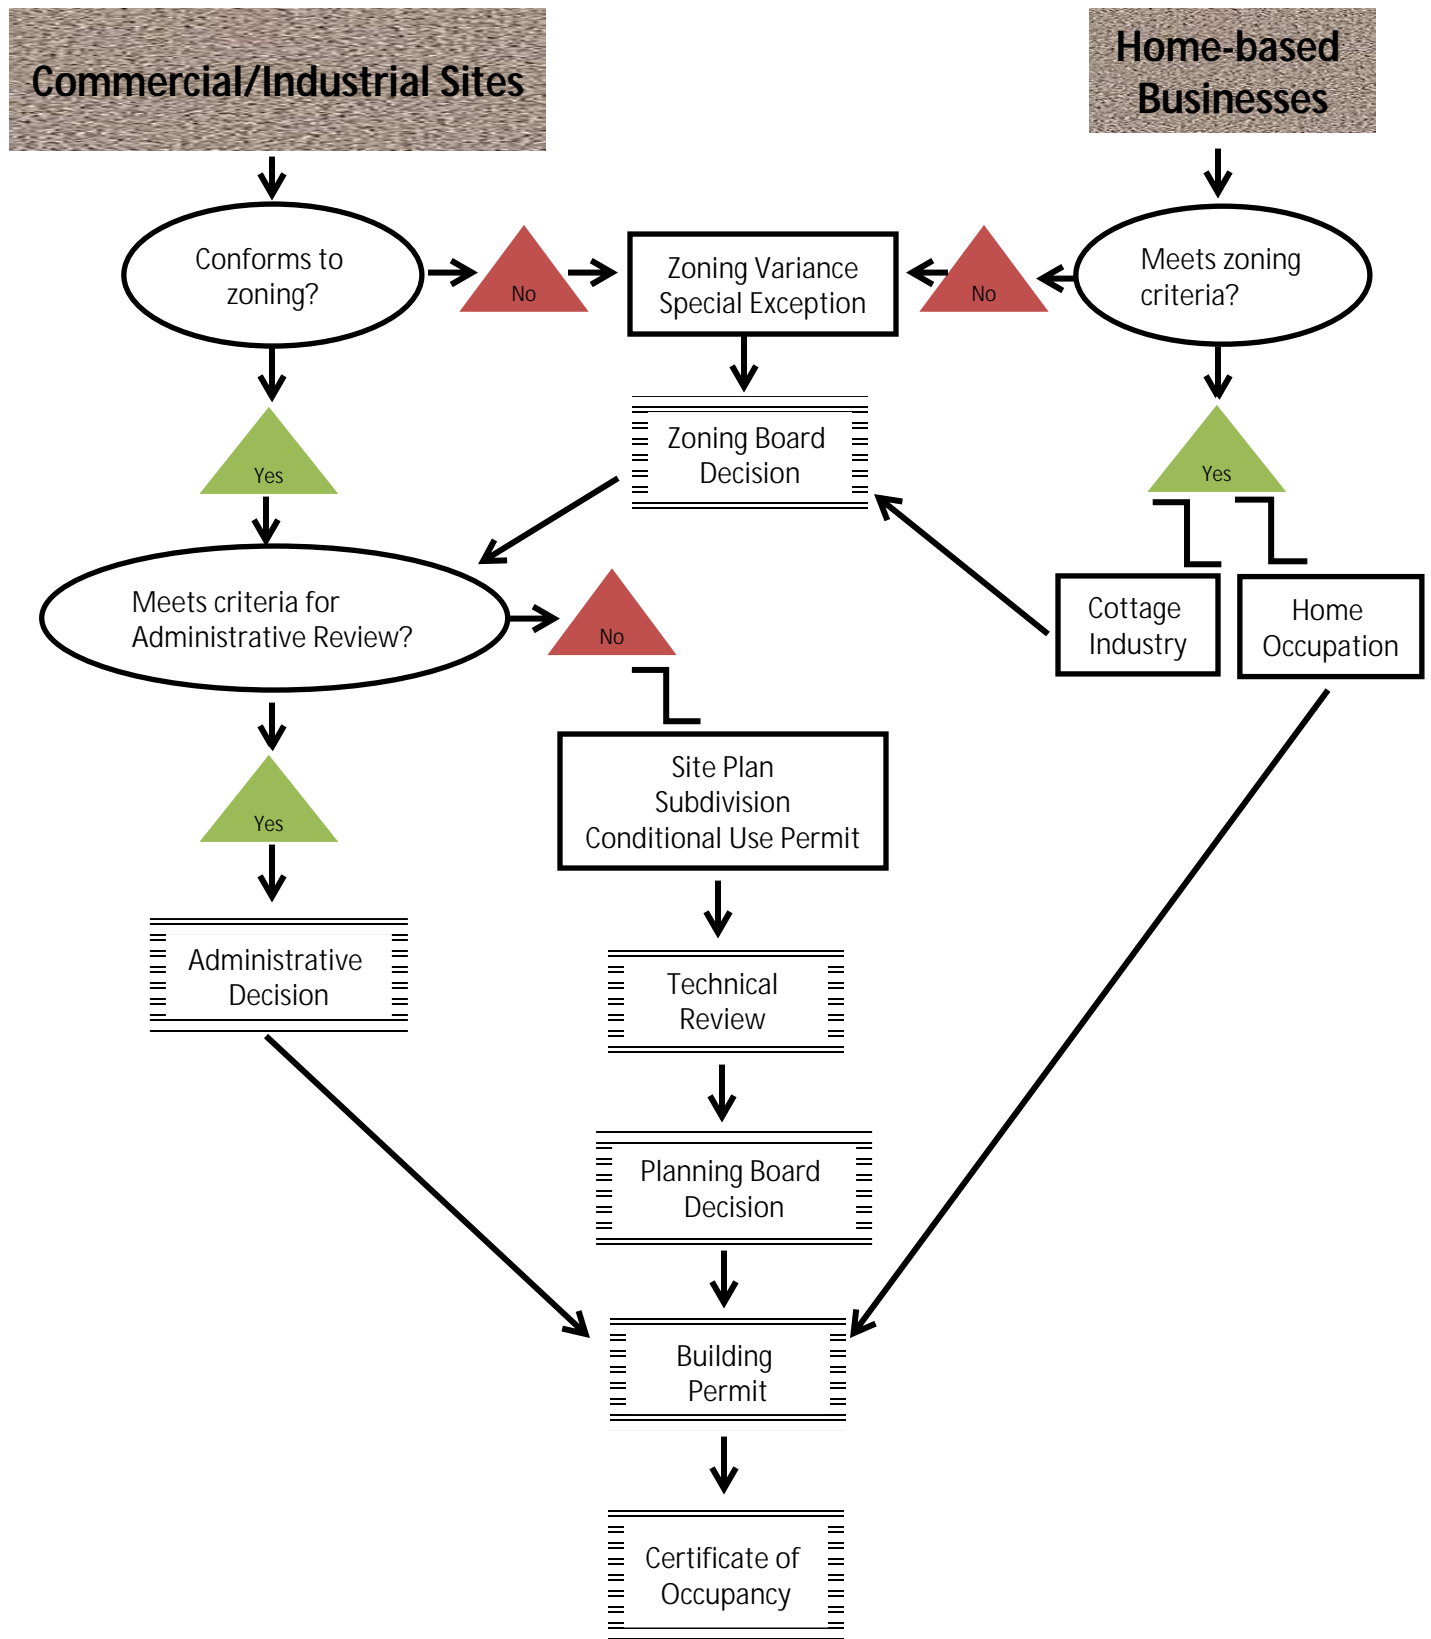 Commercial/Industrial Sites
Home-based
Businesses
Conforms to
zoning?
No
Zoning Variance
Special Exception
No
Meets zoning
criteria?
Yes
Zoning Board
Decision
Yes
Meets criteria for
Administrative Review?
No
Cottage
Industry
Home
Occupation
Yes
Site Plan
Subdivision
Conditional Use Permit
Administrative
Decision
Technical
Review
Planning Board
Decision
Building
Permit
Certificate of
Occupancy